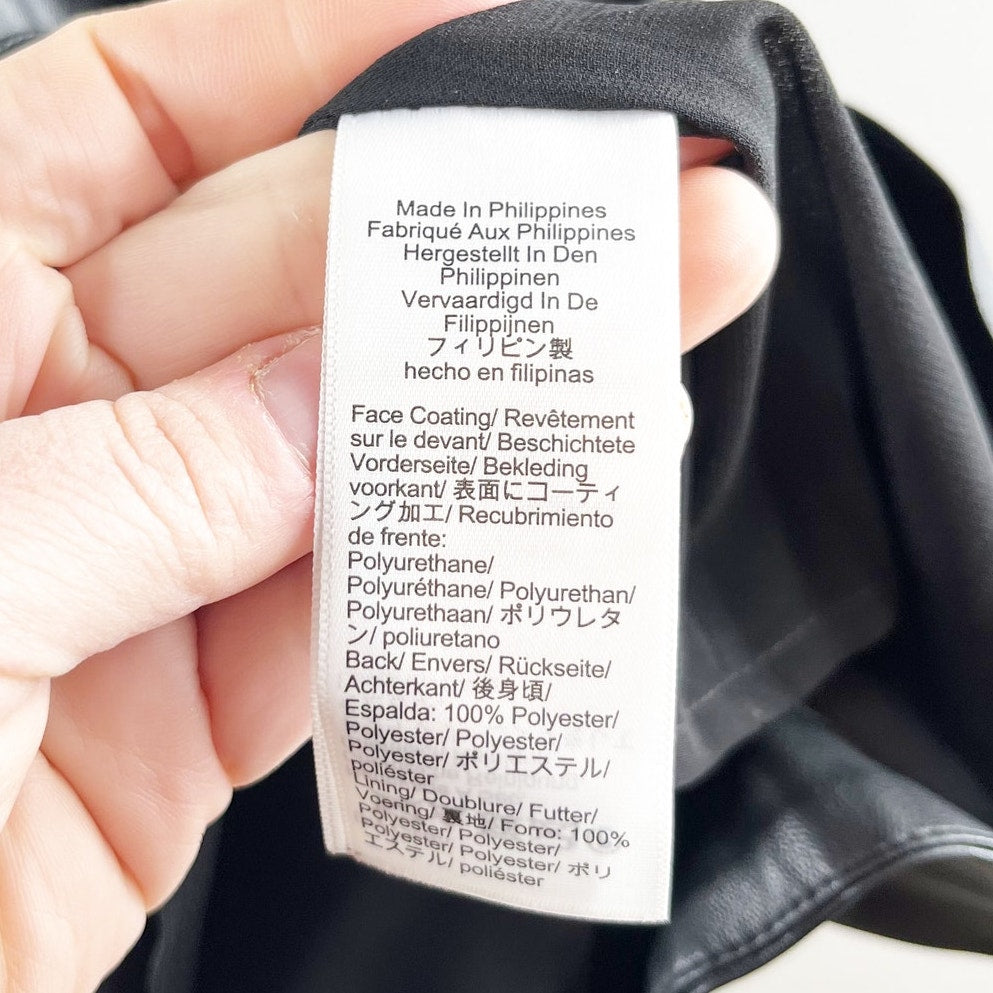 Made In Philippines
Fabriqué Aux Philippines
Hergestellt In Den
Philippinen
Vervaardigd In De
Filippijnen
フィリピン製
hecho en filipinas
Face Coating/ Revêtement
sur le devant/ Beschichtete
Vorderseite/ Bekleding
voorkant/ 表面にコーティ
ング加工/ Recubrimiento
de frente:
Polyurethane/
Polyuréthane/ Polyurethan/
Polyurethaan/ ポリウレタ
ン/ poliuretano
Back/ Envers/ Rückseite/
Achterkant/ 後身頃/
Espalda: 100% Polyester/
Polyester/ Polyester/
Polyester/ ポリエステル/
poliéster
Lining/ Doublure/ Futter/
Voering/ 裏地/ Forro: 100%
Polyester/ Polyester/
Polyester/ Polyester/ ポリ
エステル/ poliéster